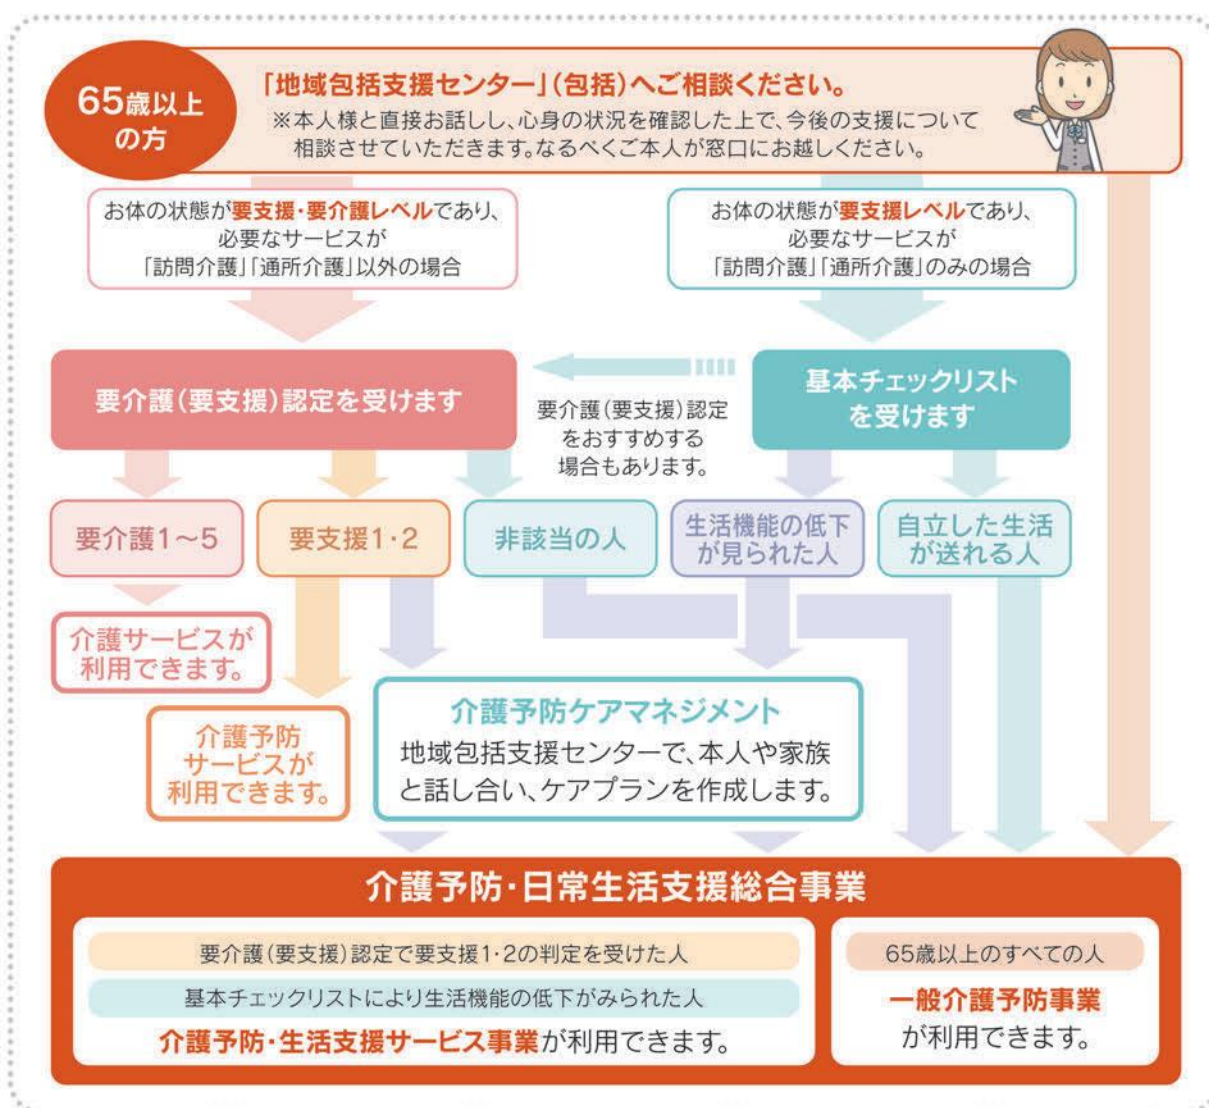 65歳以上
の方
「地域包括支援センター」(包括)へご相談ください。
※本人様と直接お話しし、心身の状況を確認した上で、今後の支援について
相談させていただきます。なるべくご本人が窓口にお越しください。
お体の状態が要支援・要介護レベルであり、
必要なサービスが
「訪問介護」「通所介護」以外の場合
お体の状態が要支援レベルであり、
必要なサービスが
「訪問介護」「通所介護」のみの場合
要介護(要支援)認定を受けます
要介護(要支援)認定
をおすすめする
場合もあります。
基本チェックリスト
を受けます
要介護1~5
要支援1・2
非該当の人
生活機能の低下
が見られた人
自立した生活
が送れる人
介護サービスが
利用できます。
介護予防
サービスが
利用できます。
介護予防ケアマネジメント
地域包括支援センターで、本人や家族
と話し合い、ケアプランを作成します。
介護予防・日常生活支援総合事業
要介護(要支援)認定で要支援1・2の判定を受けた人
基本チェックリストにより生活機能の低下がみられた人
介護予防・生活支援サービス事業が利用できます。
65歳以上のすべての人
一般介護予防事業
が利用できます。